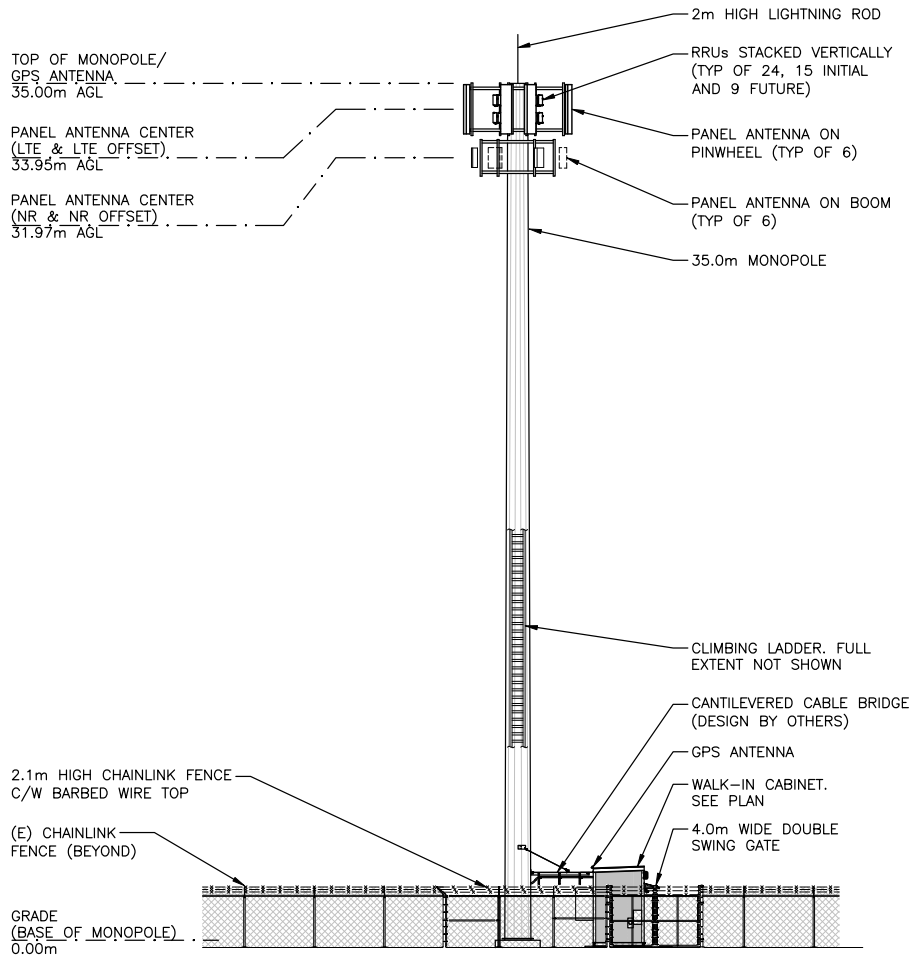 2m HIGH LIGHTNING ROD
TOP OF MONOPOLE/
GPS ANTENNA
35.00m AGL
RRUs STACKED VERTICALLY
(TYP OF 24, 15 INITIAL
AND 9 FUTURE)
PANEL ANTENNA CENTER
(LTE & LTE OFFSET)
33.95m AGL
PANEL ANTENNA ON
PINWHEEL (TYP OF 6)
PANEL ANTENNA CENTER
(NR & NR OFFSET)
31.97m AGL
PANEL ANTENNA ON BOOM
(TYP OF 6)
35.0m MONOPOLE
CLIMBING LADDER. FULL
EXTENT NOT SHOWN
CANTILEVERED CABLE BRIDGE
(DESIGN BY OTHERS)
GPS ANTENNA
2.1m HIGH CHAINLINK FENCE
C/W BARBED WIRE TOP
WALK-IN CABINET.
SEE PLAN
(E) CHAINLINK
FENCE (BEYOND)
4.0m WIDE DOUBLE
SWING GATE
GRADE
(BASE OF MONOPOLE)
0.00m